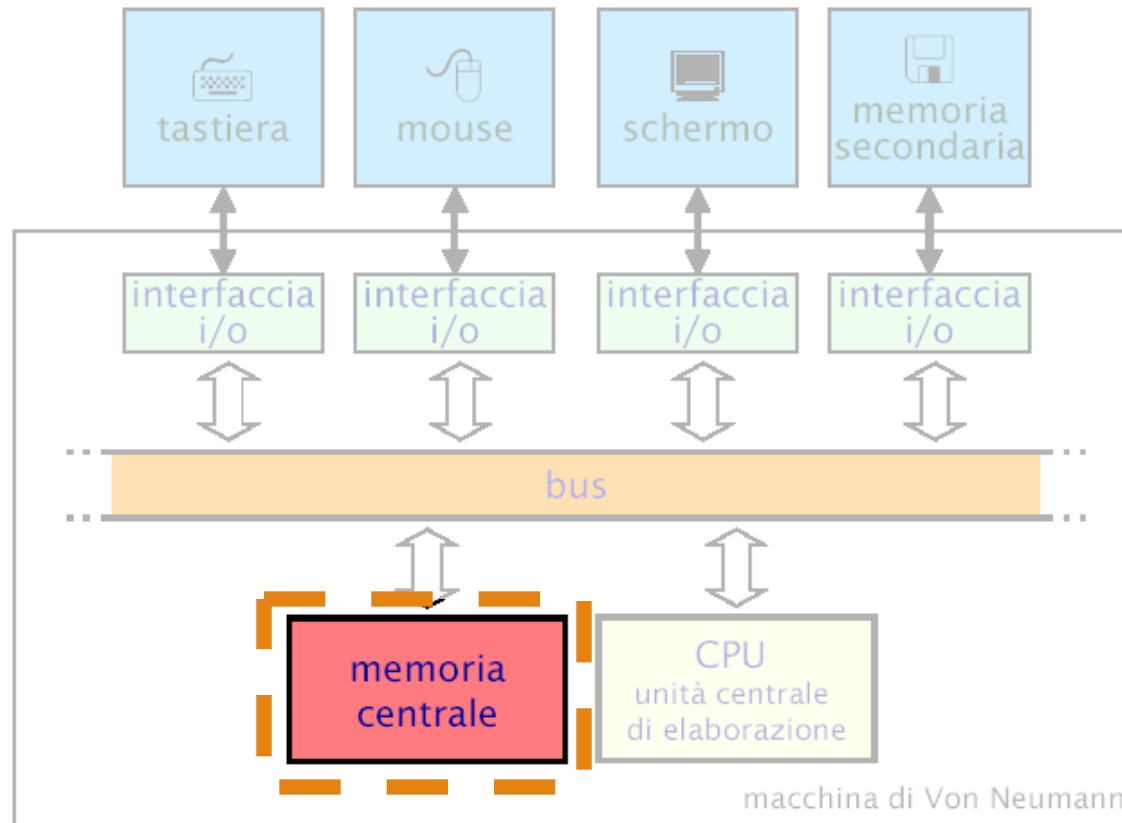 tastiera
mouse
schermo
memoria
secondaria
interfaccia
i/o
interfaccia
i/o
interfaccia
i/o
interfaccia
i/o
bus
memoria
centrale
CPU
unità centrale
di elaborazione
macchina di Von Neumann